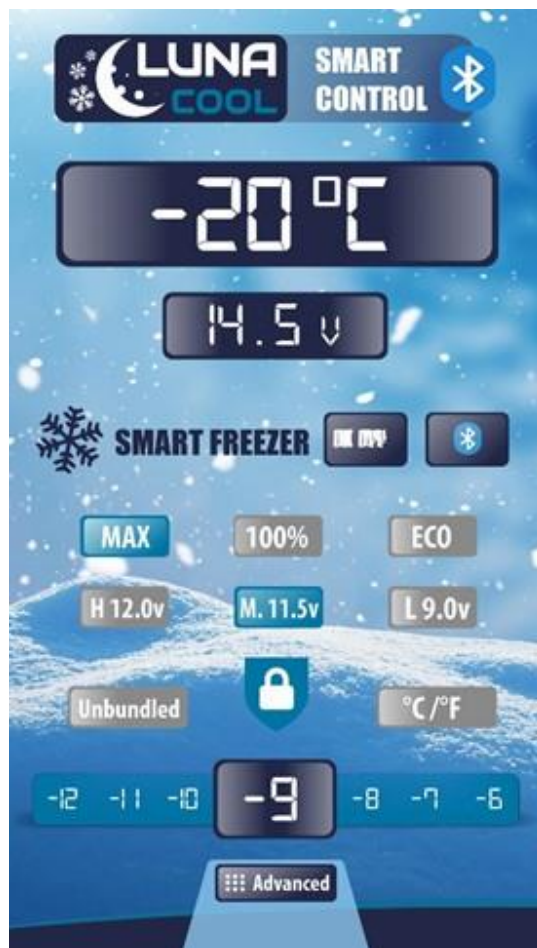 LUNA
COOL
SMART
CONTROL
-20 °C
14.5 v
SMART FREEZER
MAX 100% ECO
H 12.0v M. 11.5v L 9.0v
Unbundled °C /°F
-12 -11 -10 -9 -8 -7 -6
Advanced